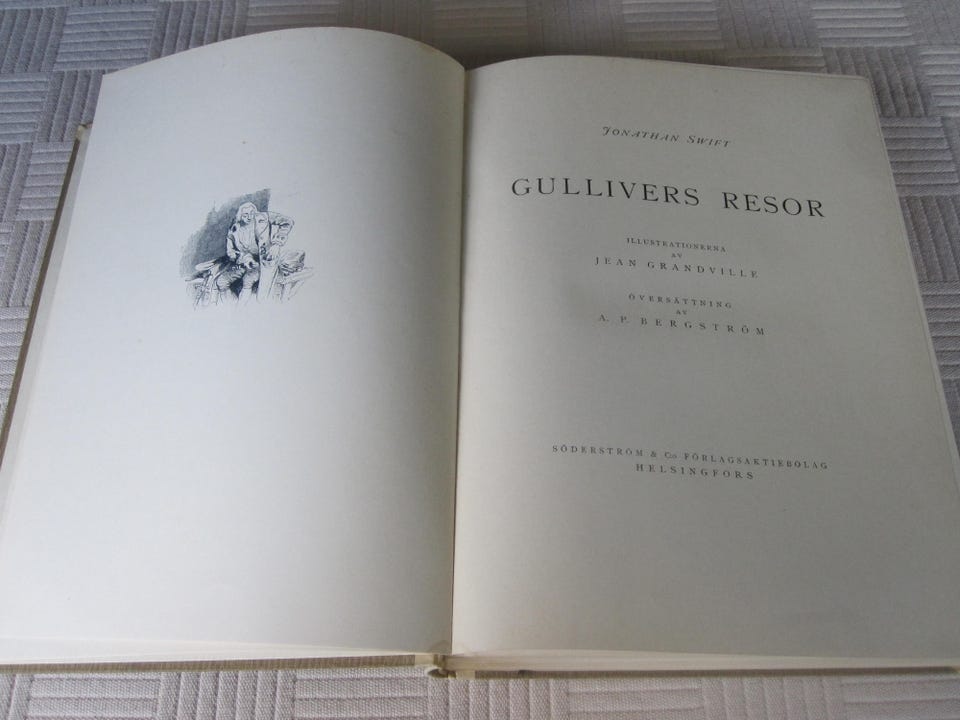 JONATHAN SWIFT
GULLIVERS RESOR
ILLUSTRATIONERNA
AV
JEAN GRANDVILLE
ÖVERSÄTTNING
AV
A. P. BERGSTRÖM
SÖDERSTRÖM & Co FÖRLAGSAKTIEBOLAG
HELSINGFORS